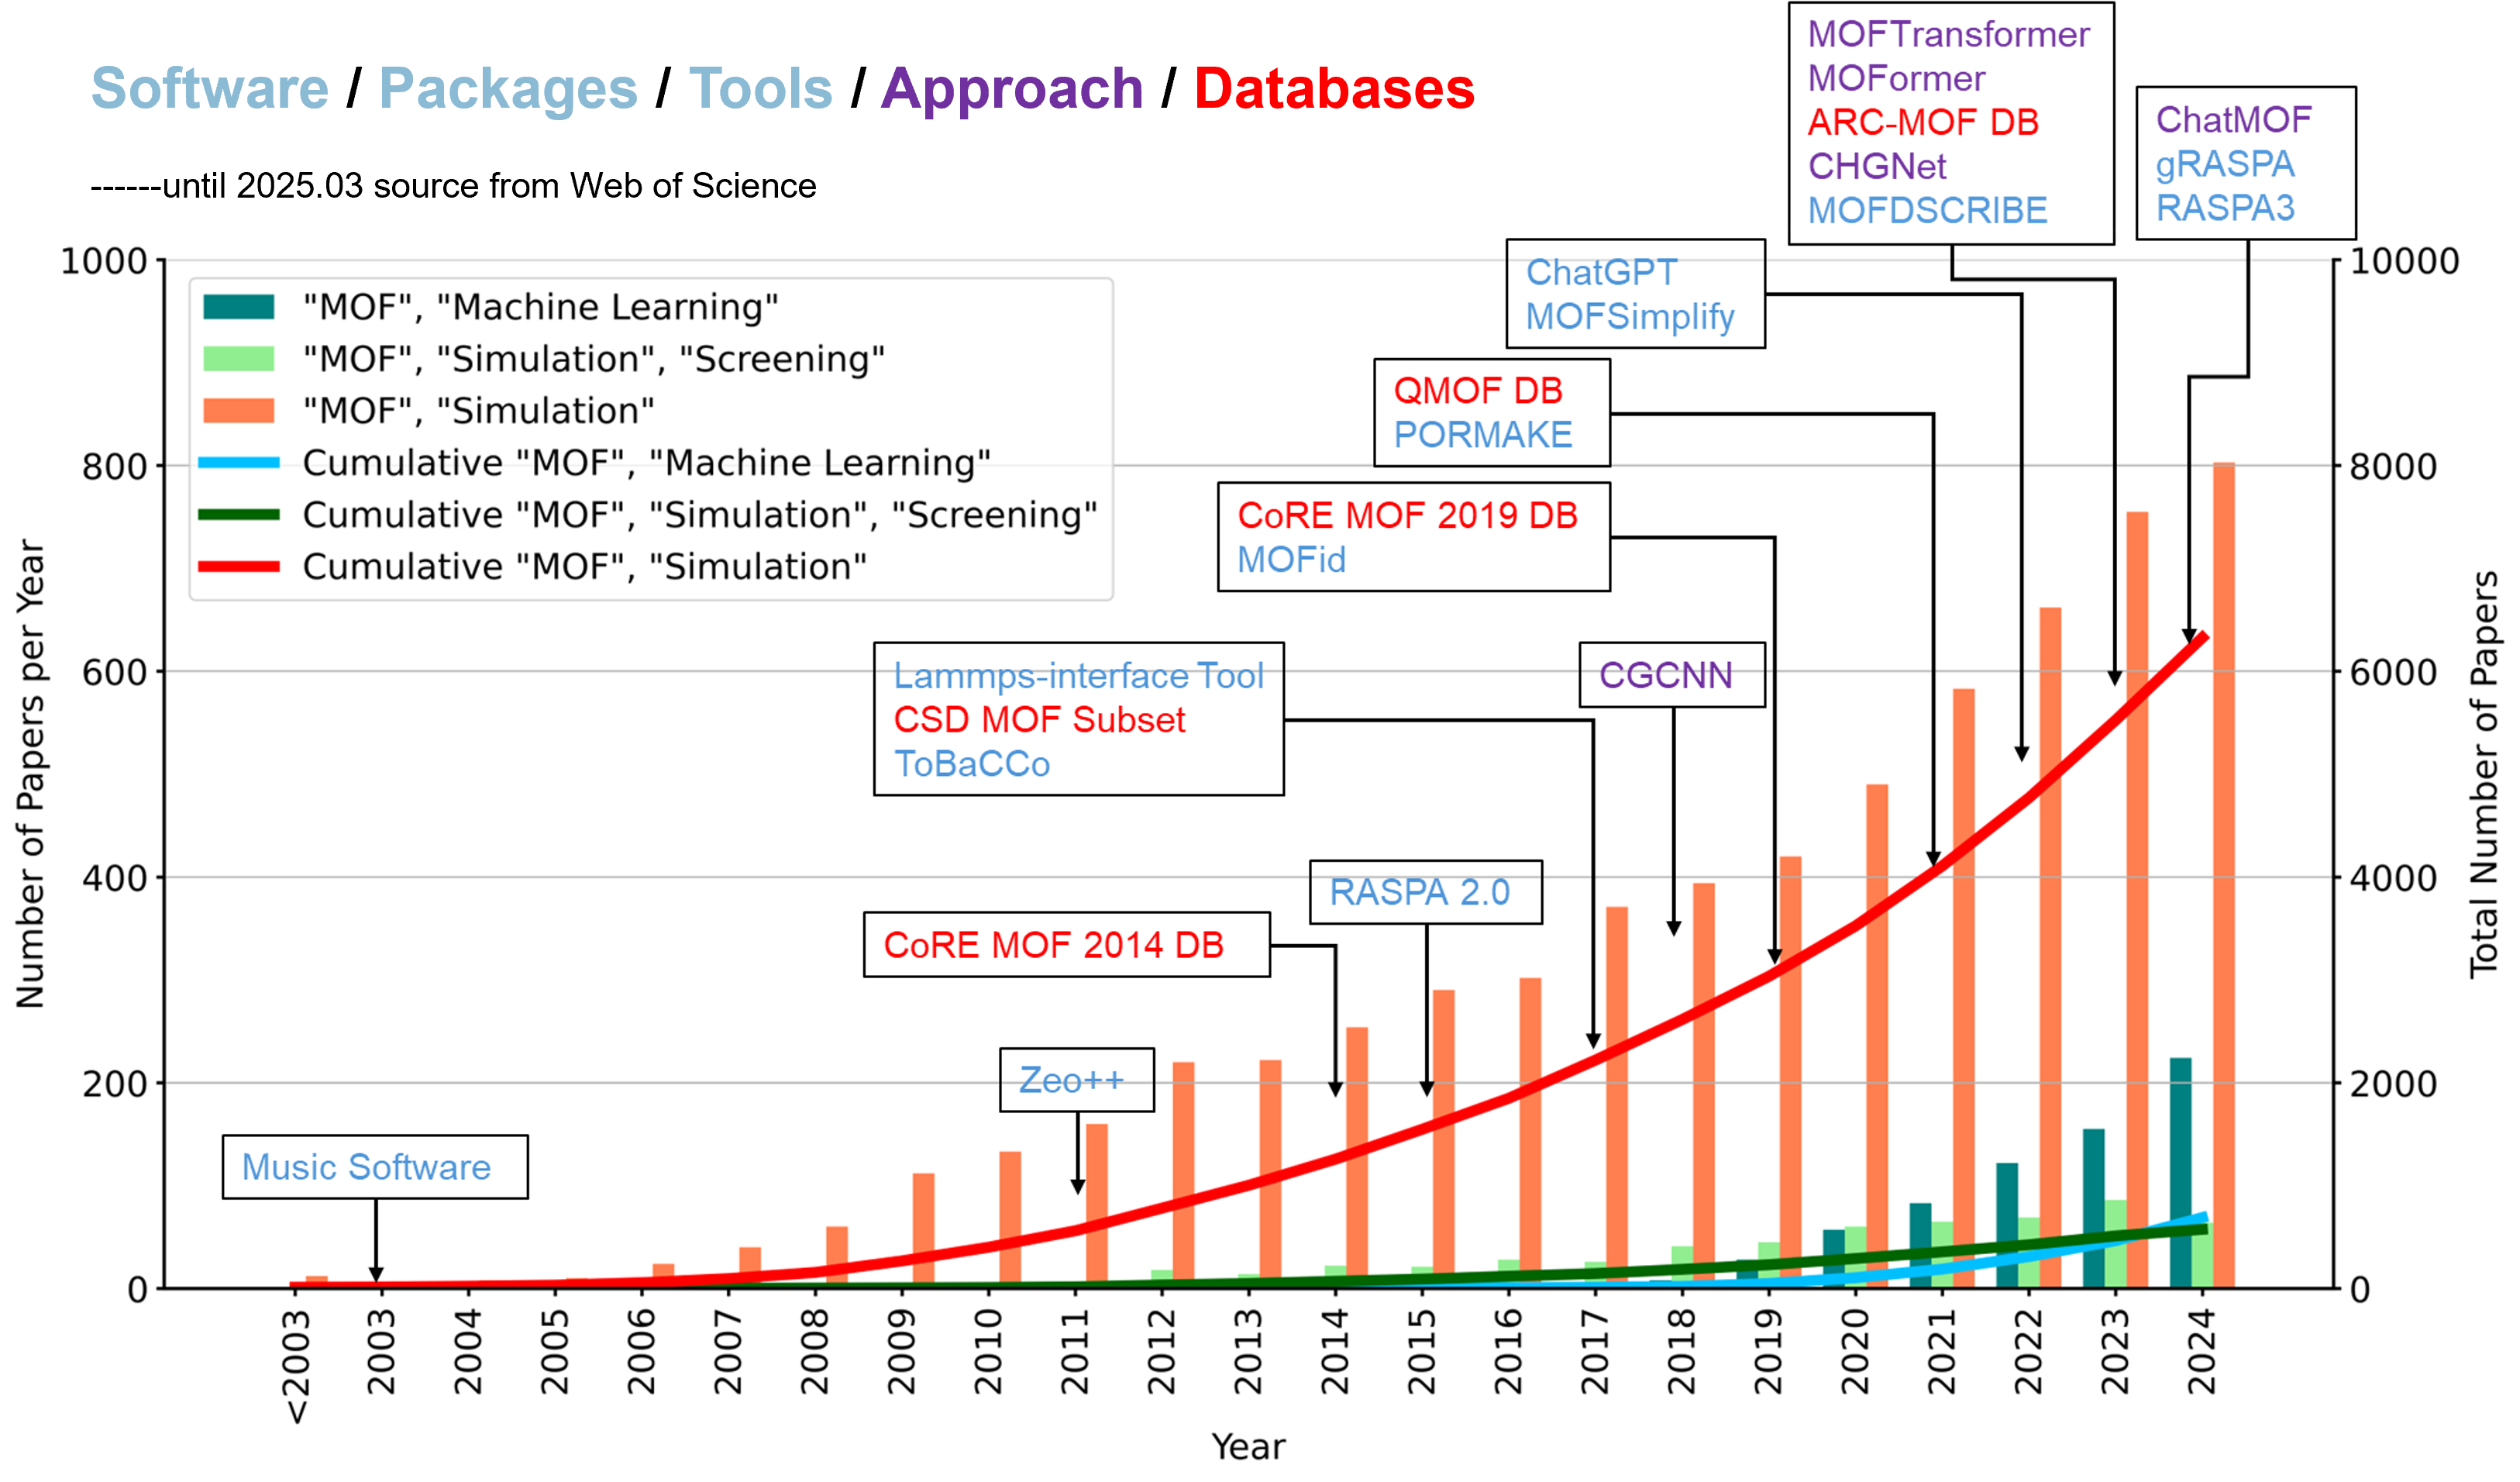 Software / Packages / Tools / Approach / Databases
------until 2025.03 source from Web of Science
MOFTransformer
MOFormer
ARC-MOF DB
CHGNet
MOFDSCRIBE
ChatMOF
gRASPA
RASPA3
ChatGPT
MOFSimplify
QMOF DB
PORMAKE
CoRE MOF 2019 DB
MOFid
Lammps-interface Tool
CSD MOF Subset
ToBaCCo
CGCNN
RASPA 2.0
CoRE MOF 2014 DB
Zeo++
Music Software
"MOF", "Machine Learning"
"MOF", "Simulation", "Screening"
"MOF", "Simulation"
Cumulative "MOF", "Machine Learning"
Cumulative "MOF", "Simulation", "Screening"
Cumulative "MOF", "Simulation"
Number of Papers per Year
1000
800
600
400
200
0
10000
8000
6000
4000
2000
0
Total Number of Papers
<2003
2003
2004
2005
2006
2007
2008
2009
2010
2011
2012
2013
2014
2015
2016
2017
2018
2019
2020
2021
2022
2023
2024
Year